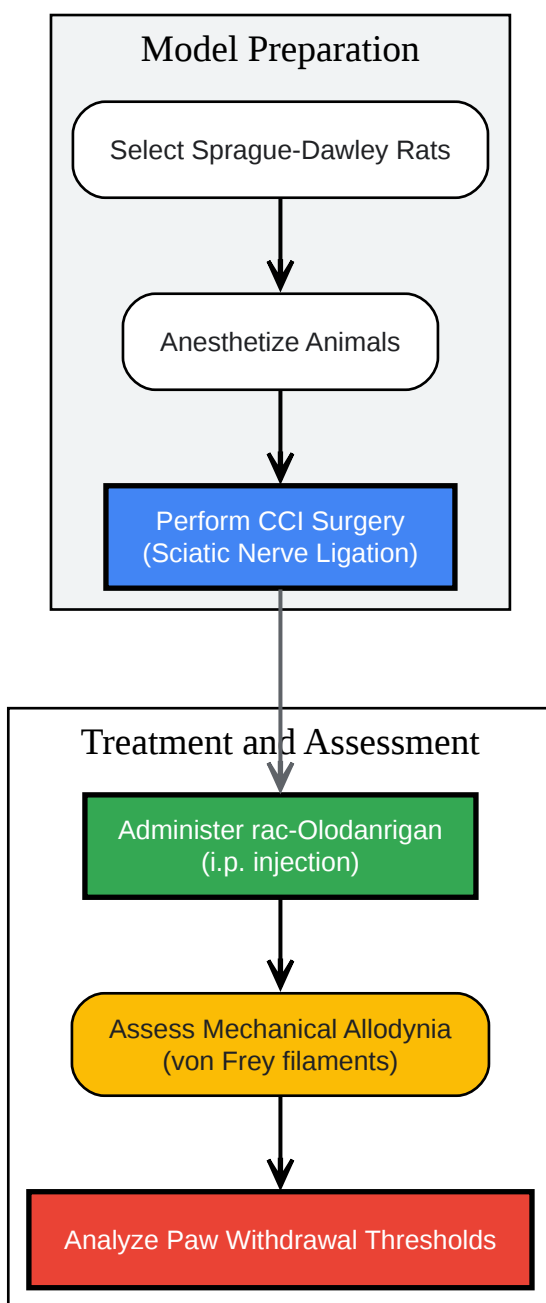 Model Preparation
Select Sprague-Dawley Rats
Anesthetize Animals
Perform CCI Surgery
(Sciatic Nerve Ligation)
Treatment and Assessment
Administer rac-Olodanrigan
(i.p. injection)
Assess Mechanical Allodynia
(von Frey filaments)
Analyze Paw Withdrawal Thresholds